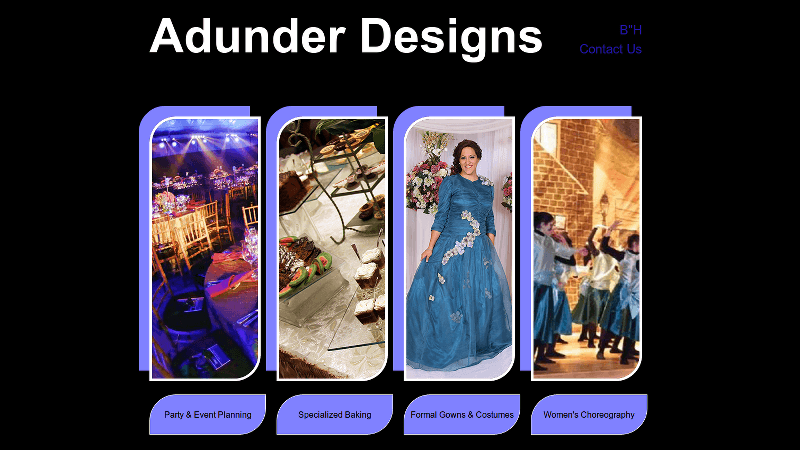 Adunder Designs
B"H
Contact Us
Party & Event Planning
Specialized Baking
Formal Gowns & Costumes
Women's Choreography